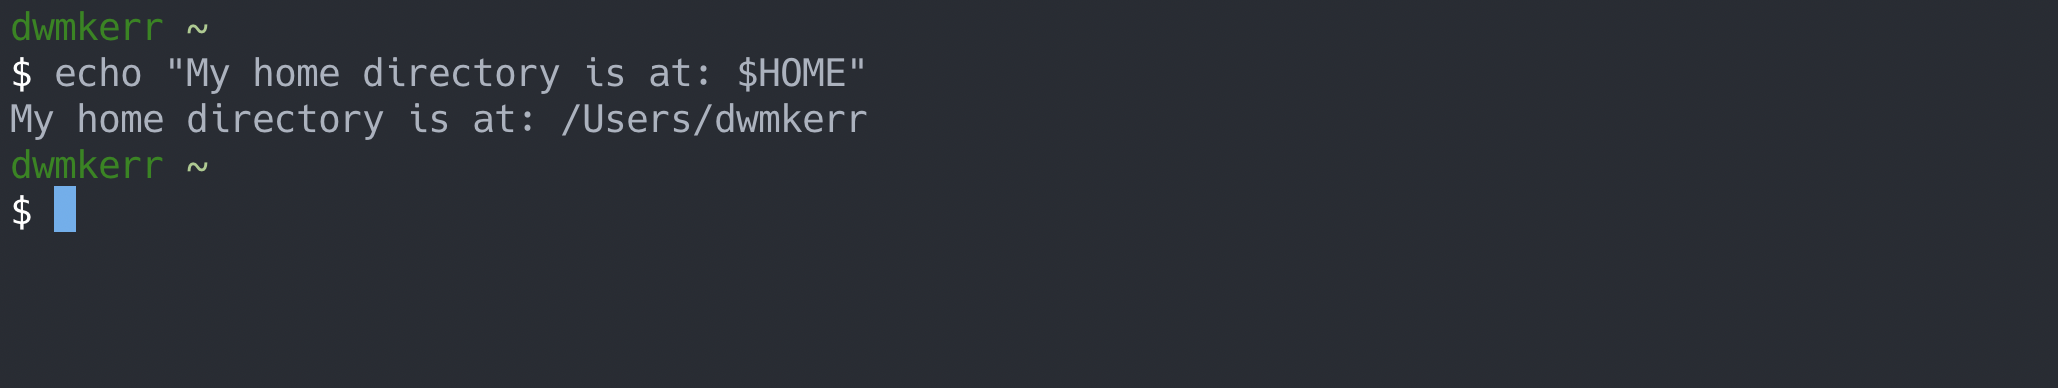 dwmkerr ~
$ echo "My home directory is at: $HOME"
My home directory is at: /Users/dwmkerr
dwmkerr ~
$